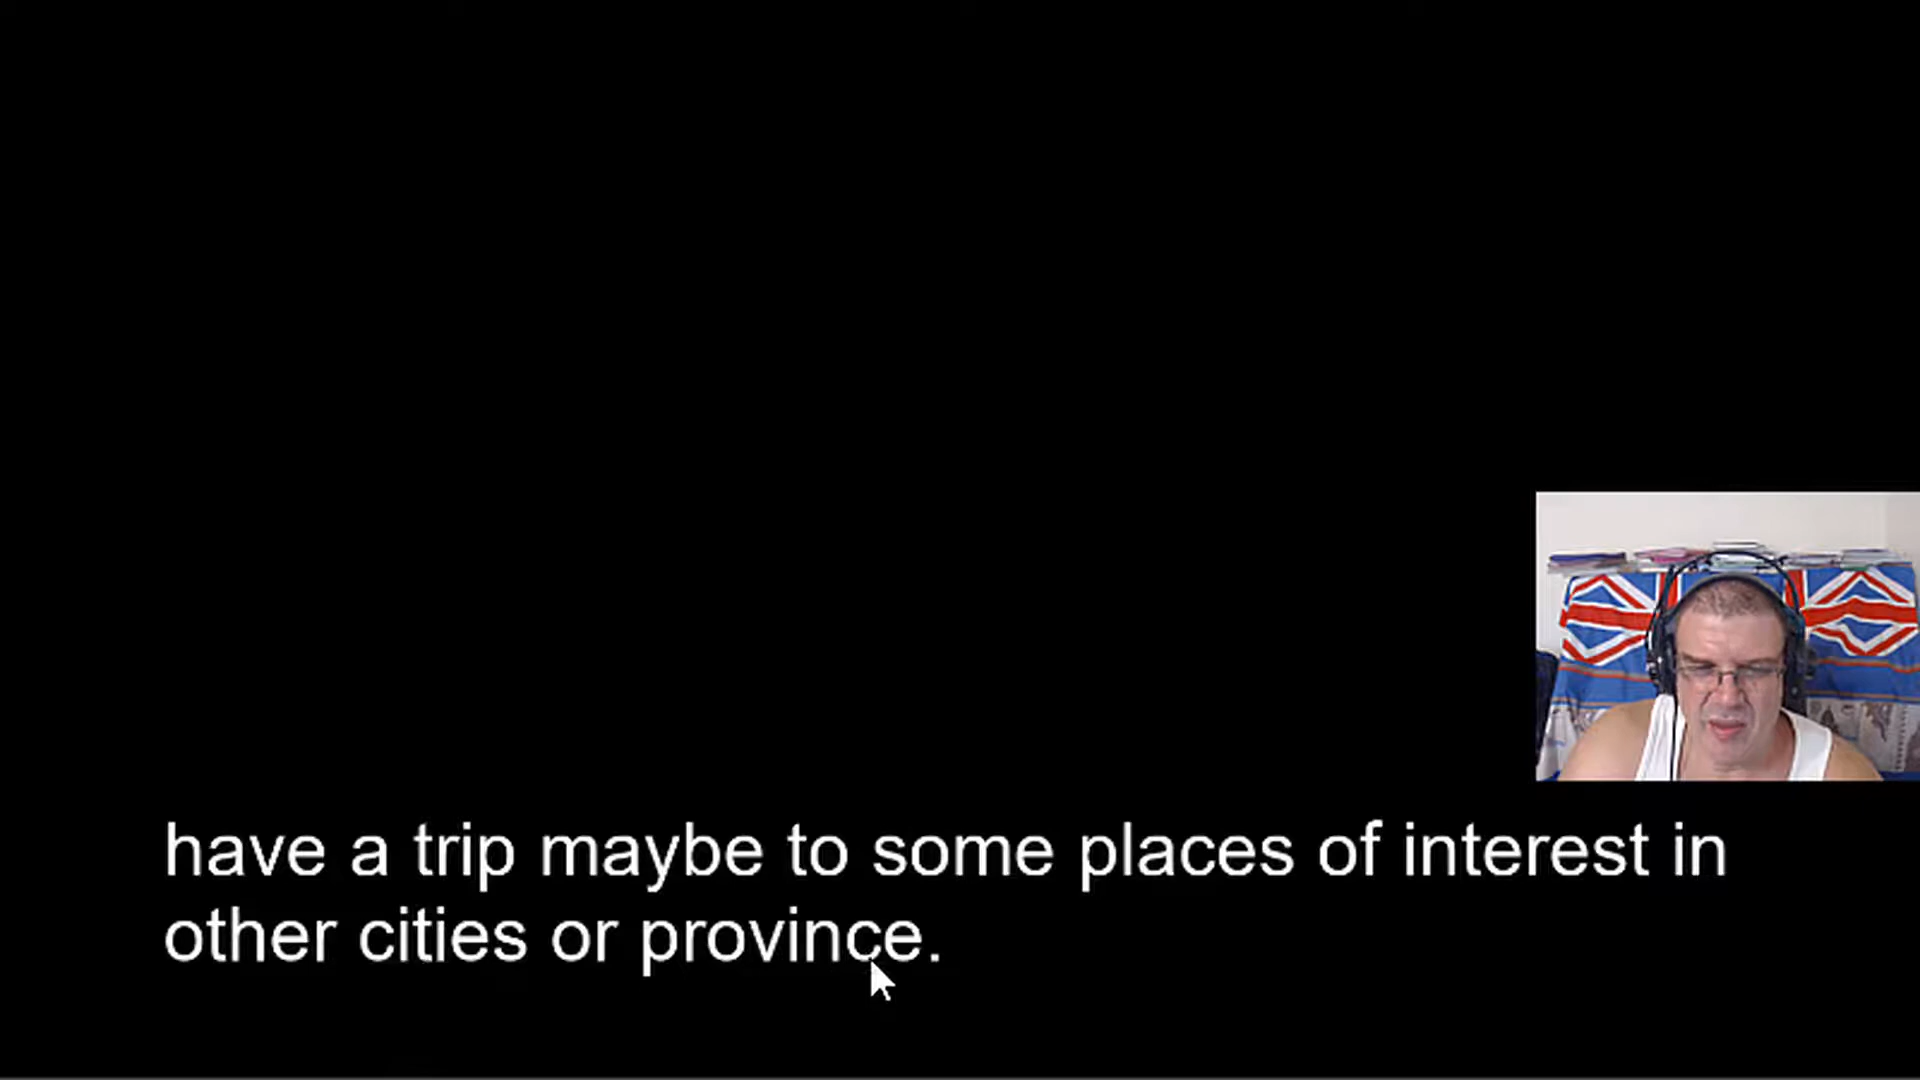 have a trip maybe to some places of interest in
other cities or province.